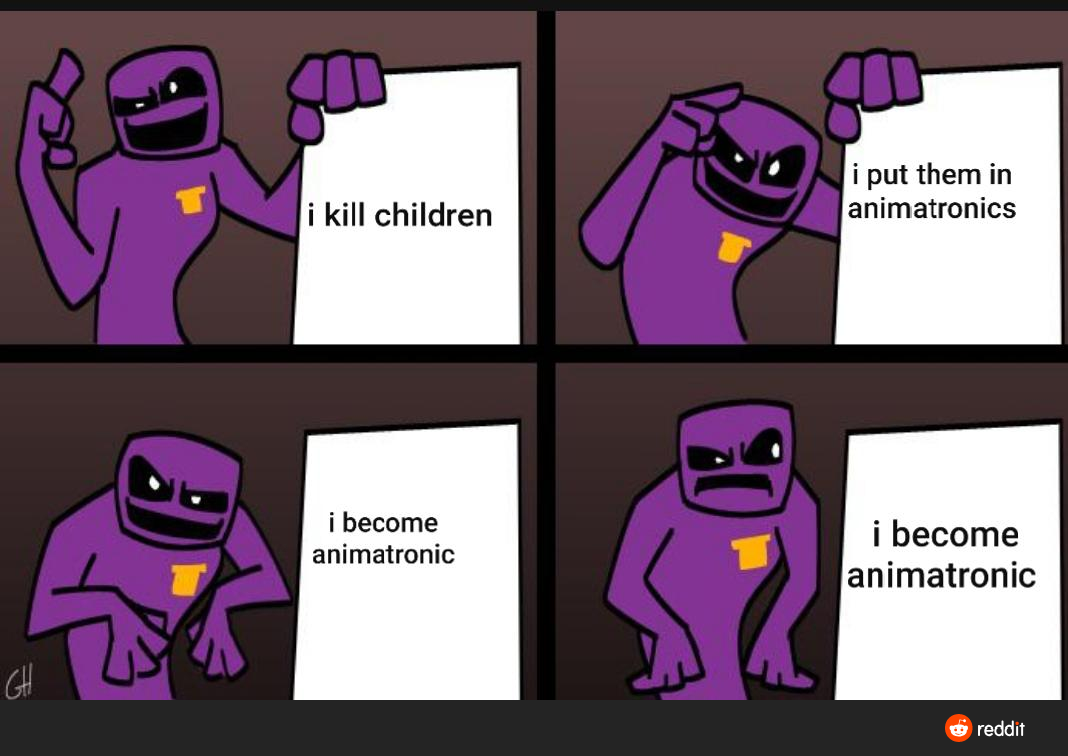 i kill children
i put them in
animatronics
i become
animatronic
i become
animatronic
GH
reddit